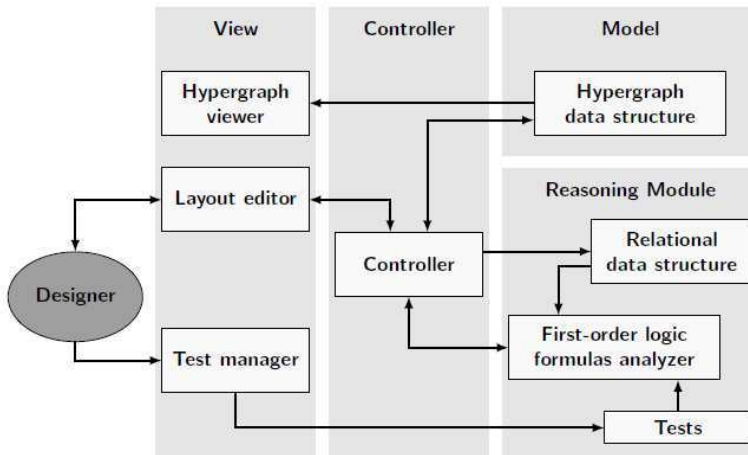 View
Controller
Model
Hypergraph
viewer
Hypergraph
data structure
Layout editor
Reasoning Module
Relational
data structure
Controller
Designer
First-order logic
formulas analyzer
Test manager
Tests